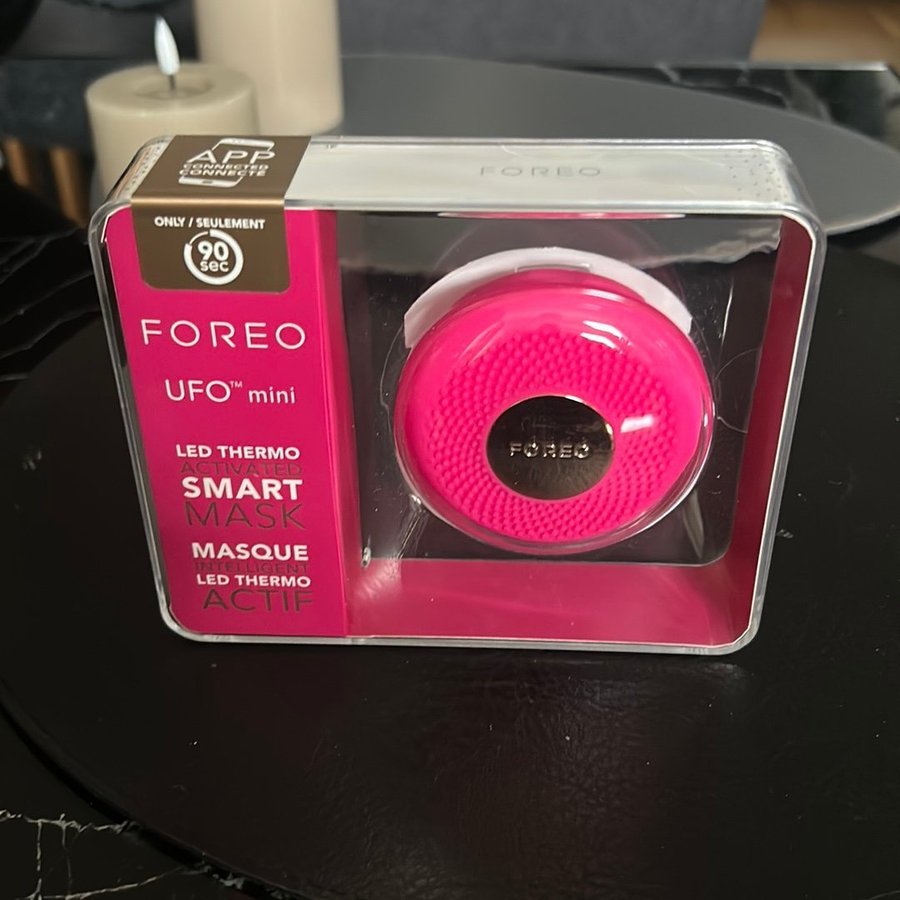 APP
CONNECTED
CONNECTÉ
FOREO
ONLY / SEULEMENT
90
sec
FOREO
UFO™ mini
LED THERMO
ACTIVATED
SMART
MASK
MASQUE
INTELLIGENT
LED THERMO
ACTIF
FOREO